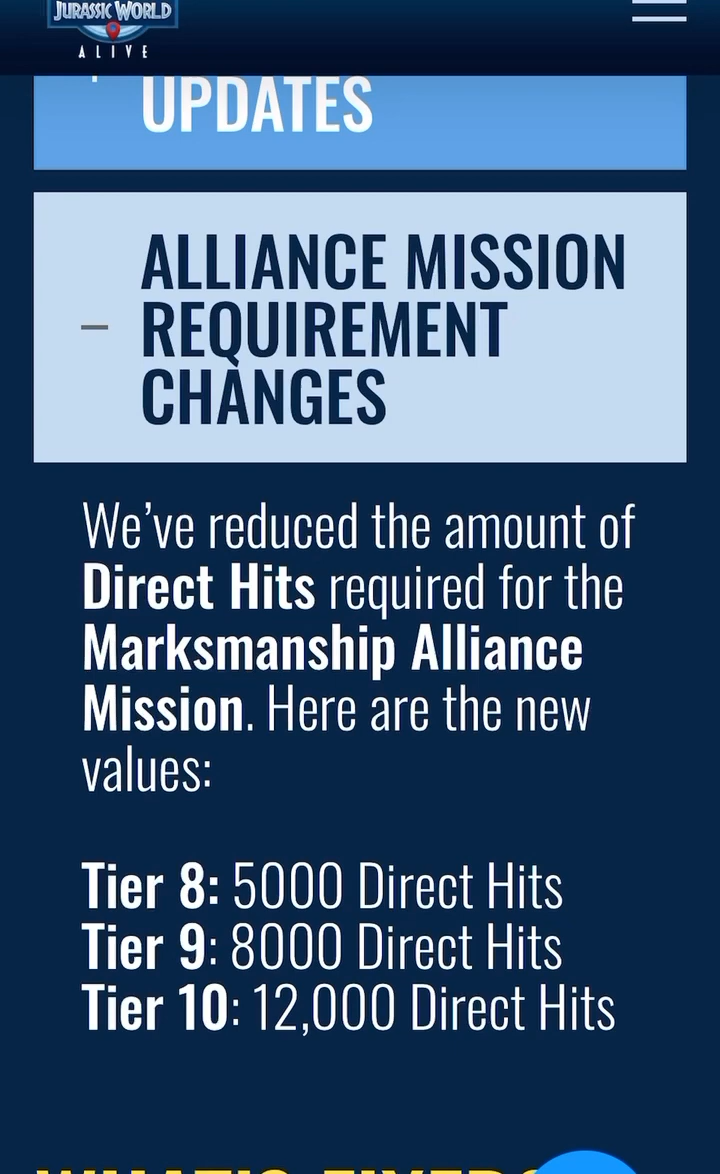 JURASSIC WORLD
ALIVE
UPDATES
ALLIANCE MISSION
REQUIREMENT
CHANGES
We’ve reduced the amount of
Direct Hits required for the
Marksmanship Alliance
Mission. Here are the new
values:
Tier 8: 5000 Direct Hits
Tier 9: 8000 Direct Hits
Tier 10: 12,000 Direct Hits